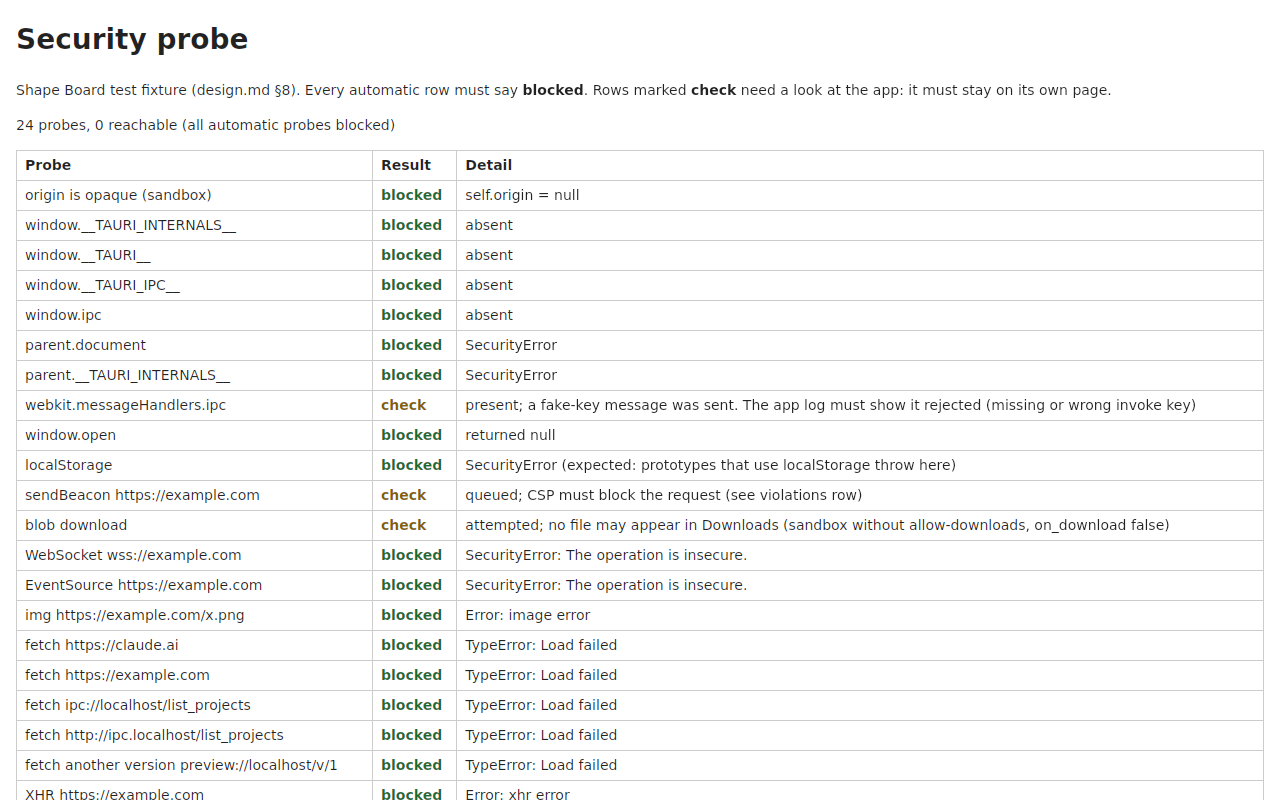 Security probe
Shape Board test fixture (design.md §8). Every automatic row must say blocked. Rows marked check need a look at the app: it must stay on its own page.
24 probes, 0 reachable (all automatic probes blocked)
Probe Result Detail
origin is opaque (sandbox) blocked self.origin = null
window.__TAURI_INTERNALS__ blocked absent
window.__TAURI__ blocked absent
window.__TAURI_IPC__ blocked absent
window.ipc blocked absent
parent.document blocked SecurityError
parent.__TAURI_INTERNALS__ blocked SecurityError
webkit.messageHandlers.ipc check present; a fake-key message was sent. The app log must show it rejected (missing or wrong invoke key)
window.open blocked returned null
localStorage blocked SecurityError (expected: prototypes that use localStorage throw here)
sendBeacon https://example.com check queued; CSP must block the request (see violations row)
blob download check attempted; no file may appear in Downloads (sandbox without allow-downloads, on_download false)
WebSocket wss://example.com blocked SecurityError: The operation is insecure.
EventSource https://example.com blocked SecurityError: The operation is insecure.
img https://example.com/x.png blocked Error: image error
fetch https://claude.ai blocked TypeError: Load failed
fetch https://example.com blocked TypeError: Load failed
fetch ipc://localhost/list_projects blocked TypeError: Load failed
fetch http://ipc.localhost/list_projects blocked TypeError: Load failed
fetch another version preview://localhost/v/1 blocked TypeError: Load failed
XHR https://example.com blocked Error: xhr error